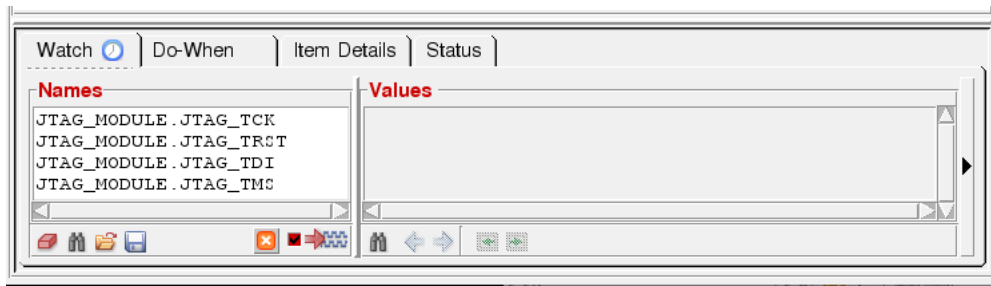 Watch Do-When Item Details Status
Names Values
JTAG_MODULE.JTAG_TCK
JTAG_MODULE.JTAG_TRST
JTAG_MODULE.JTAG_TDI
JTAG_MODULE.JTAG_TMS